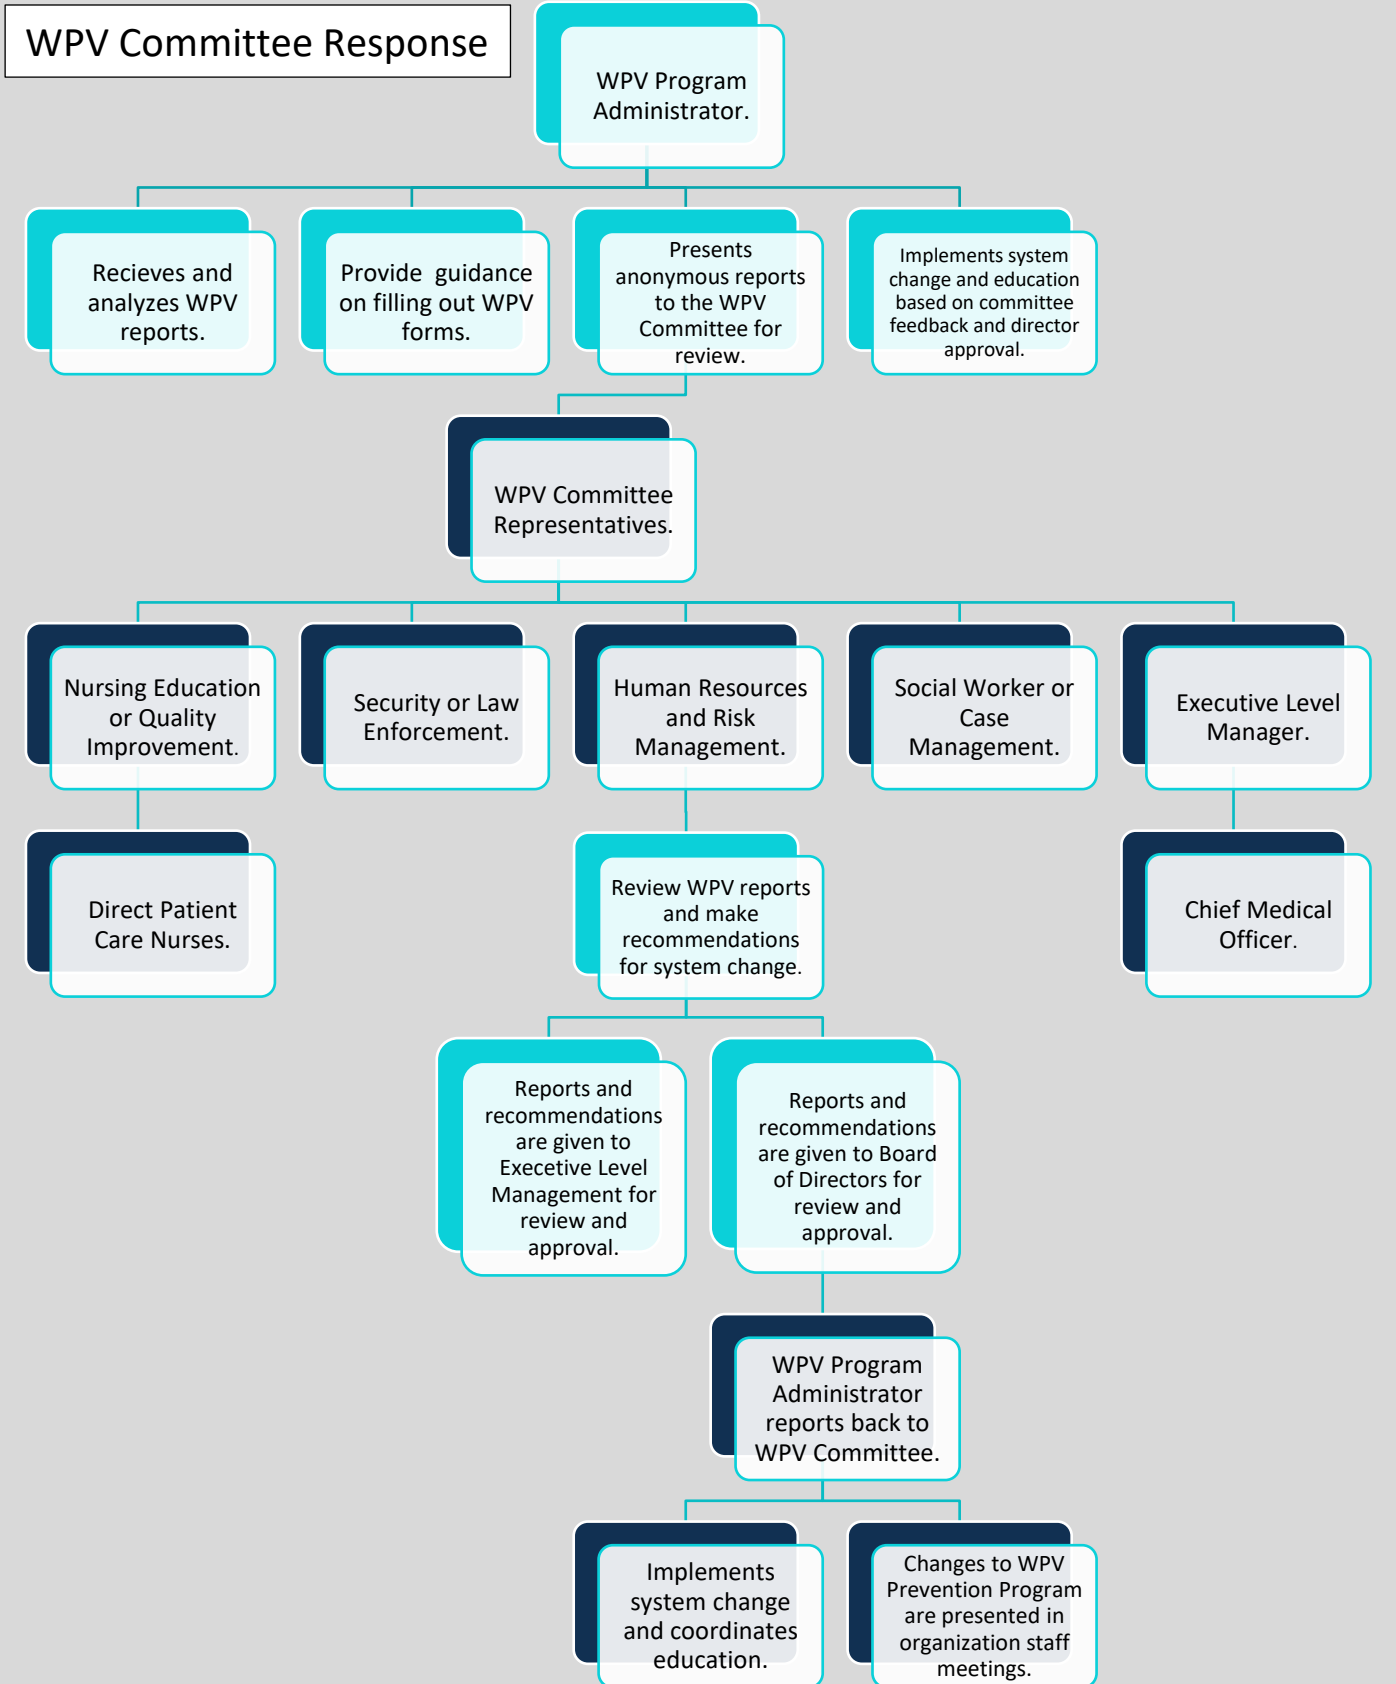 WPV Committee Response
WPV Program
Administrator.
Recieves and
analyzes WPV
reports.
Provide guidance
on filling out WPV
forms.
Presents
anonymous reports
to the WPV
Committee for
review.
Implements system
change and education
based on committee
feedback and director
approval.
WPV Committee
Representatives.
Nursing Education
or Quality
Improvement.
Security or Law
Enforcement.
Human Resources
and Risk
Management.
Social Worker or
Case
Management.
Executive Level
Manager.
Direct Patient
Care Nurses.
Review WPV reports
and make
recommendations
for system change.
Chief Medical
Officer.
Reports and
recommendations
are given to
Execetive Level
Management for
review and
approval.
Reports and
recommendations
are given to Board
of Directors for
review and
approval.
WPV Program
Administrator
reports back to
WPV Committee.
Implements
system change
and coordinates
education.
Changes to WPV
Prevention Program
are presented in
organization staff
meetings.